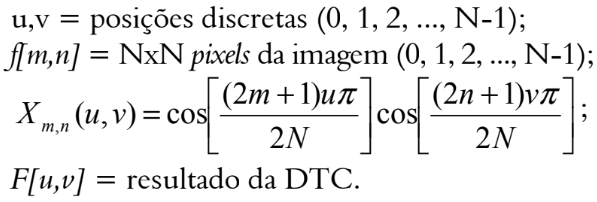 u,v = posições discretas (0, 1, 2, ..., N-1);
f[m,n] = NxN pixels da imagem (0, 1, 2, ..., N-1);
X_{m,n}(u,v) = cos[(2m+1)uπ / 2N] cos[(2n+1)vπ / 2N];
F[u,v] = resultado da DTC.